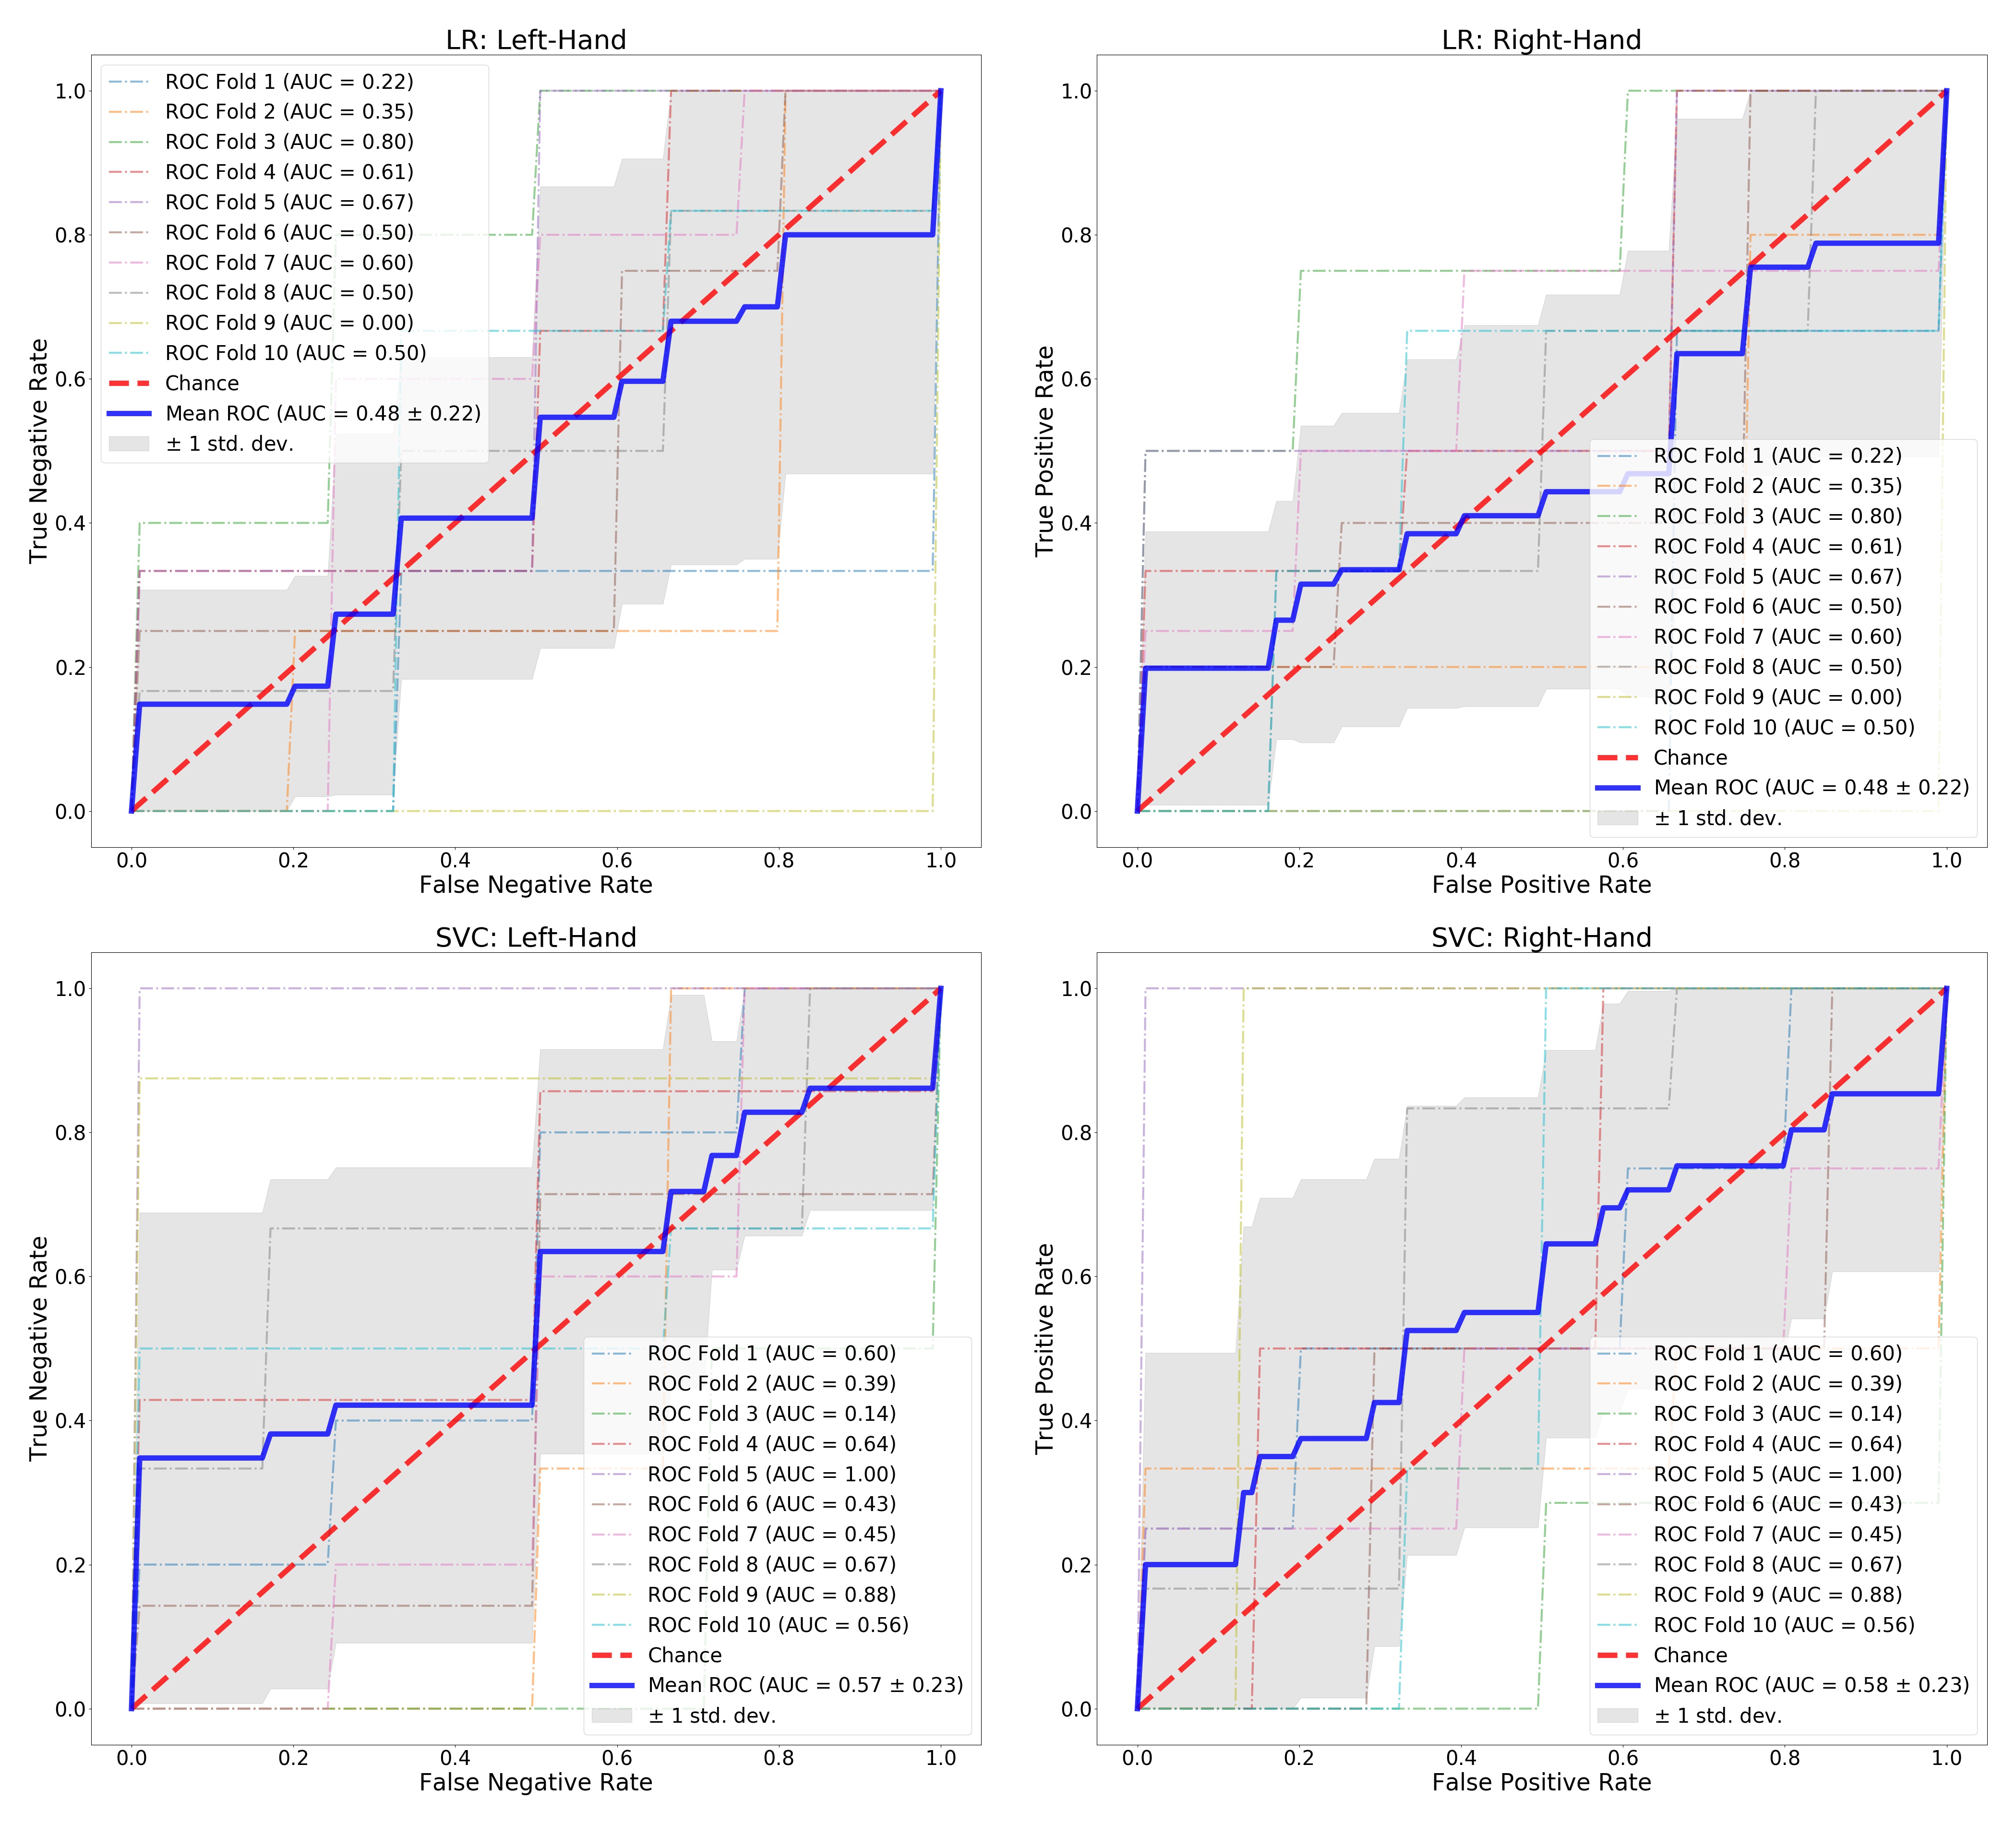 LR: Left-Hand
True Negative Rate
1.0
0.8
0.6
0.4
0.2
0.0
ROC Fold 1 (AUC = 0.22)
ROC Fold 2 (AUC = 0.35)
ROC Fold 3 (AUC = 0.80)
ROC Fold 4 (AUC = 0.61)
ROC Fold 5 (AUC = 0.67)
ROC Fold 6 (AUC = 0.50)
ROC Fold 7 (AUC = 0.60)
ROC Fold 8 (AUC = 0.50)
ROC Fold 9 (AUC = 0.00)
ROC Fold 10 (AUC = 0.50)
Chance
Mean ROC (AUC = 0.48 ± 0.22)
± 1 std. dev.
0.0 0.2 0.4 0.6 0.8 1.0
False Negative Rate
LR: Right-Hand
True Positive Rate
1.0
0.8
0.6
0.4
0.2
0.0
ROC Fold 1 (AUC = 0.22)
ROC Fold 2 (AUC = 0.35)
ROC Fold 3 (AUC = 0.80)
ROC Fold 4 (AUC = 0.61)
ROC Fold 5 (AUC = 0.67)
ROC Fold 6 (AUC = 0.50)
ROC Fold 7 (AUC = 0.60)
ROC Fold 8 (AUC = 0.50)
ROC Fold 9 (AUC = 0.00)
ROC Fold 10 (AUC = 0.50)
Chance
Mean ROC (AUC = 0.48 ± 0.22)
± 1 std. dev.
0.0 0.2 0.4 0.6 0.8 1.0
False Positive Rate
SVC: Left-Hand
True Negative Rate
1.0
0.8
0.6
0.4
0.2
0.0
ROC Fold 1 (AUC = 0.60)
ROC Fold 2 (AUC = 0.39)
ROC Fold 3 (AUC = 0.14)
ROC Fold 4 (AUC = 0.64)
ROC Fold 5 (AUC = 1.00)
ROC Fold 6 (AUC = 0.43)
ROC Fold 7 (AUC = 0.45)
ROC Fold 8 (AUC = 0.67)
ROC Fold 9 (AUC = 0.88)
ROC Fold 10 (AUC = 0.56)
Chance
Mean ROC (AUC = 0.57 ± 0.23)
± 1 std. dev.
0.0 0.2 0.4 0.6 0.8 1.0
False Negative Rate
SVC: Right-Hand
True Positive Rate
1.0
0.8
0.6
0.4
0.2
0.0
ROC Fold 1 (AUC = 0.60)
ROC Fold 2 (AUC = 0.39)
ROC Fold 3 (AUC = 0.14)
ROC Fold 4 (AUC = 0.64)
ROC Fold 5 (AUC = 1.00)
ROC Fold 6 (AUC = 0.43)
ROC Fold 7 (AUC = 0.45)
ROC Fold 8 (AUC = 0.67)
ROC Fold 9 (AUC = 0.88)
ROC Fold 10 (AUC = 0.56)
Chance
Mean ROC (AUC = 0.58 ± 0.23)
± 1 std. dev.
0.0 0.2 0.4 0.6 0.8 1.0
False Positive Rate